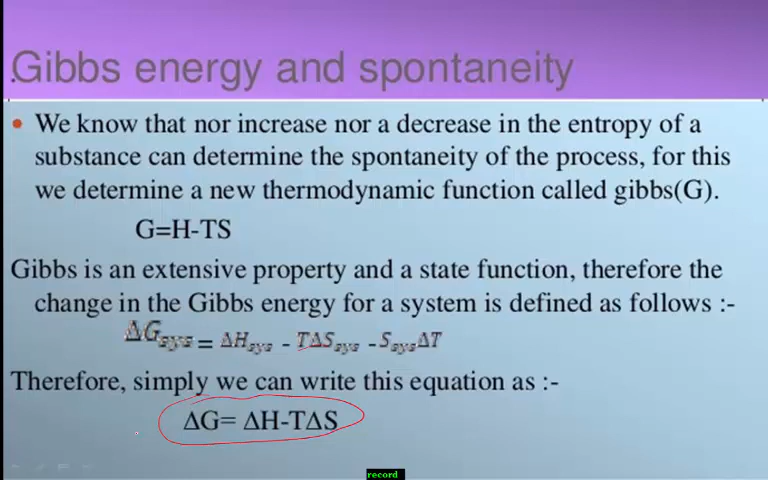 Gibbs energy and spontaneity
• We know that nor increase nor a decrease in the entropy of a
substance can determine the spontaneity of the process, for this
we determine a new thermodynamic function called gibbs(G).
G=H-TS
Gibbs is an extensive property and a state function, therefore the
change in the Gibbs energy for a system is defined as follows :-
ΔGsys = ΔHsys - TΔSsys -SsysΔT
Therefore, simply we can write this equation as :-
ΔG= ΔH-TΔS
record